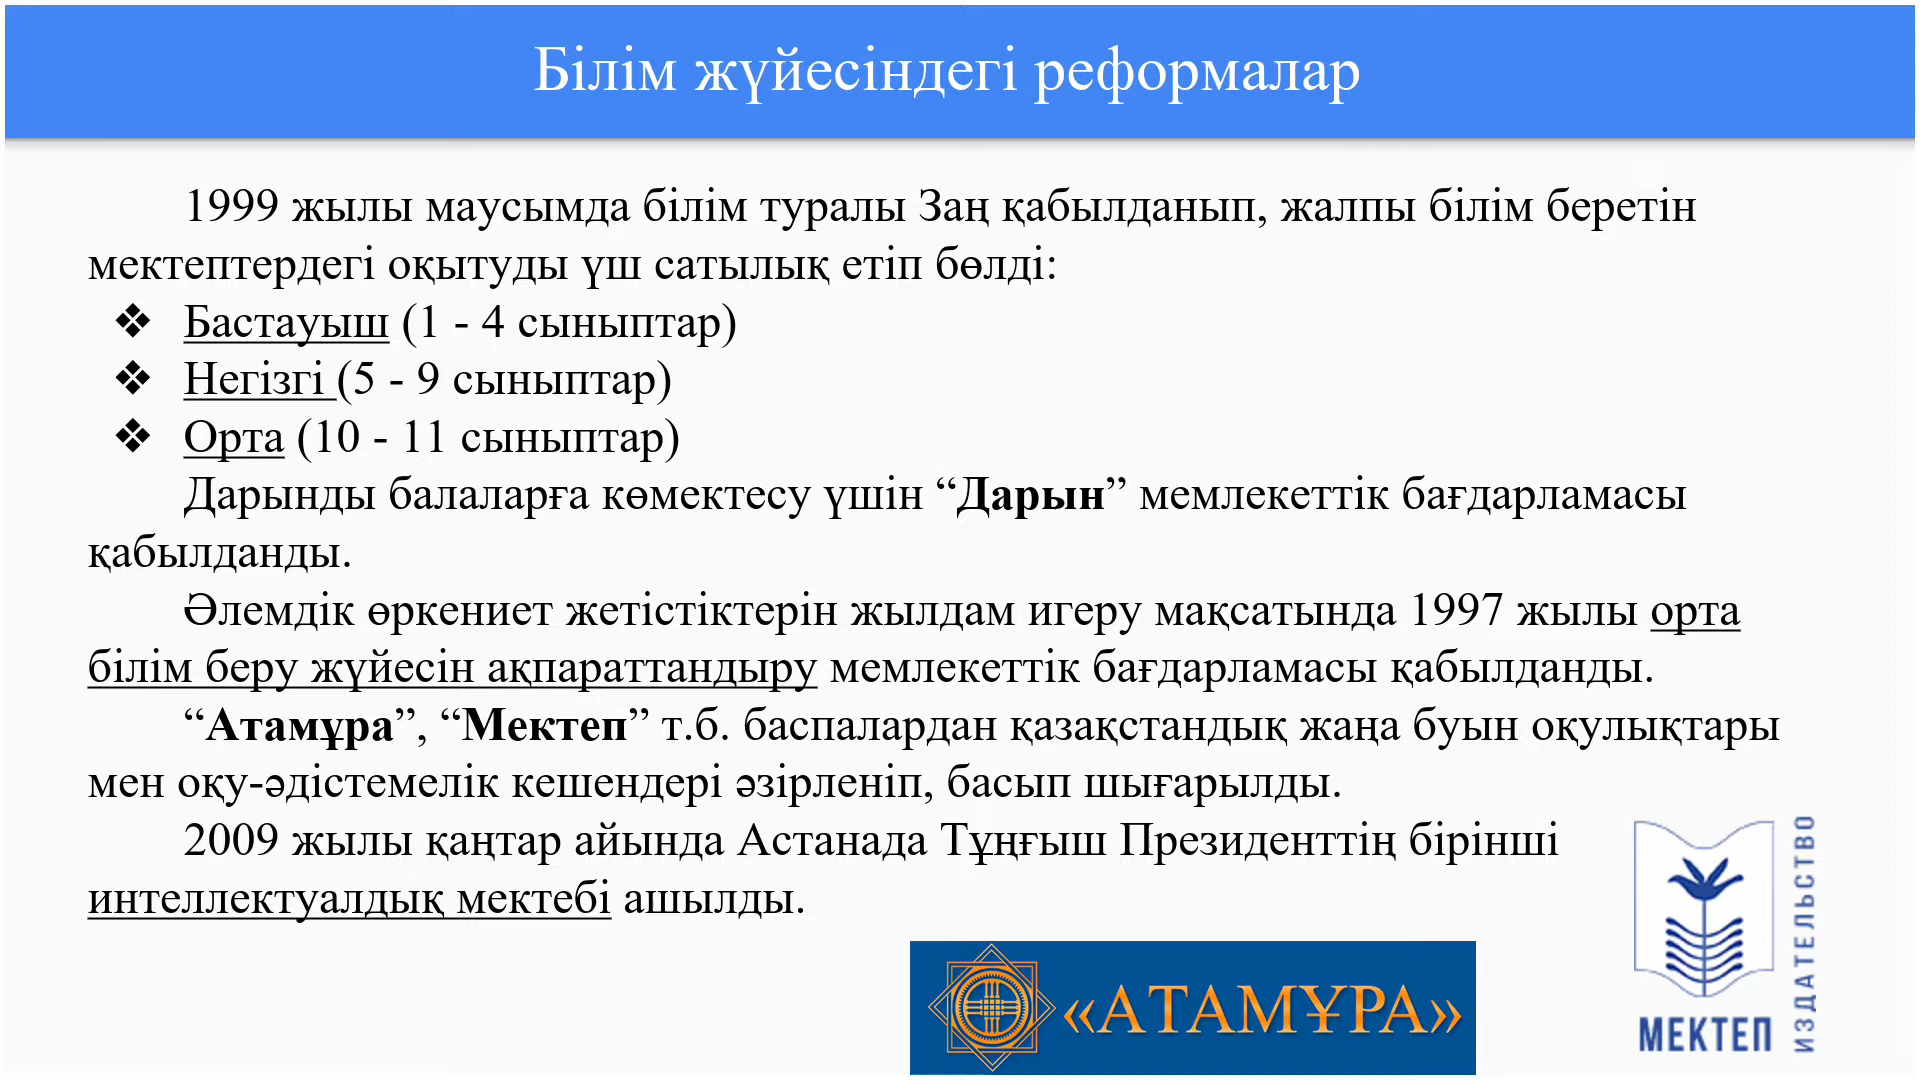 Білім жүйесіндегі реформалар
1999 жылы маусымда білім туралы Заң қабылданып, жалпы білім беретін
мектептердегі оқытуды үш сатылық етіп бөлді:
❖ Бастауыш (1 - 4 сыныптар)
❖ Негізгі (5 - 9 сыныптар)
❖ Орта (10 - 11 сыныптар)
Дарынды балаларға көмектесу үшін “Дарын” мемлекеттік бағдарламасы
қабылданды.
Әлемдік өркениет жетістіктерін жылдам игеру мақсатында 1997 жылы орта
білім беру жүйесін ақпараттандыру мемлекеттік бағдарламасы қабылданды.
“Атамұра”, “Мектеп” т.б. баспалардан қазақстандық жаңа буын оқулықтары
мен оқу-әдістемелік кешендері әзірленіп, басып шығарылды.
2009 жылы қаңтар айында Астанада Тұңғыш Президенттің бірінші
интеллектуалдық мектебі ашылды.
«АТАМҰРА»
МЕКТЕП
ИЗДАТЕЛЬСТВО